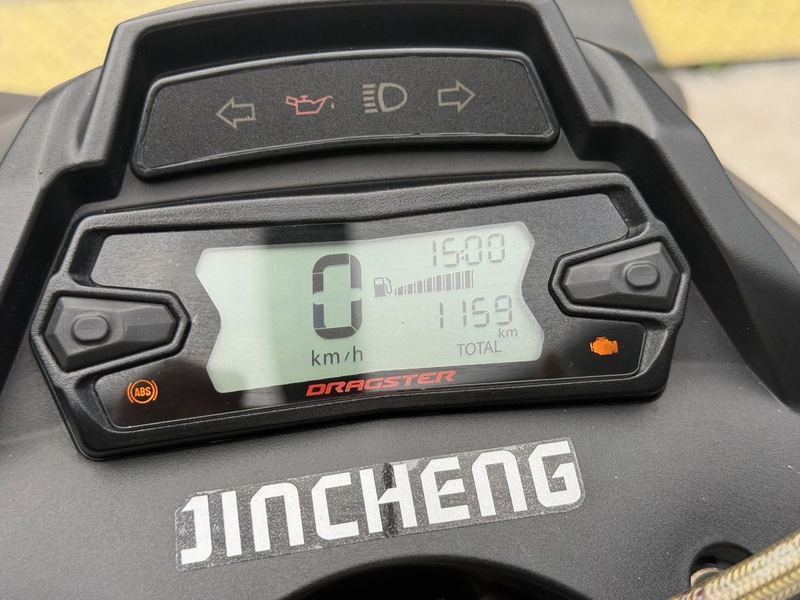 16:00
0
km/h
1159
km
TOTAL
ABS
DRAGSTER
JINCHENG